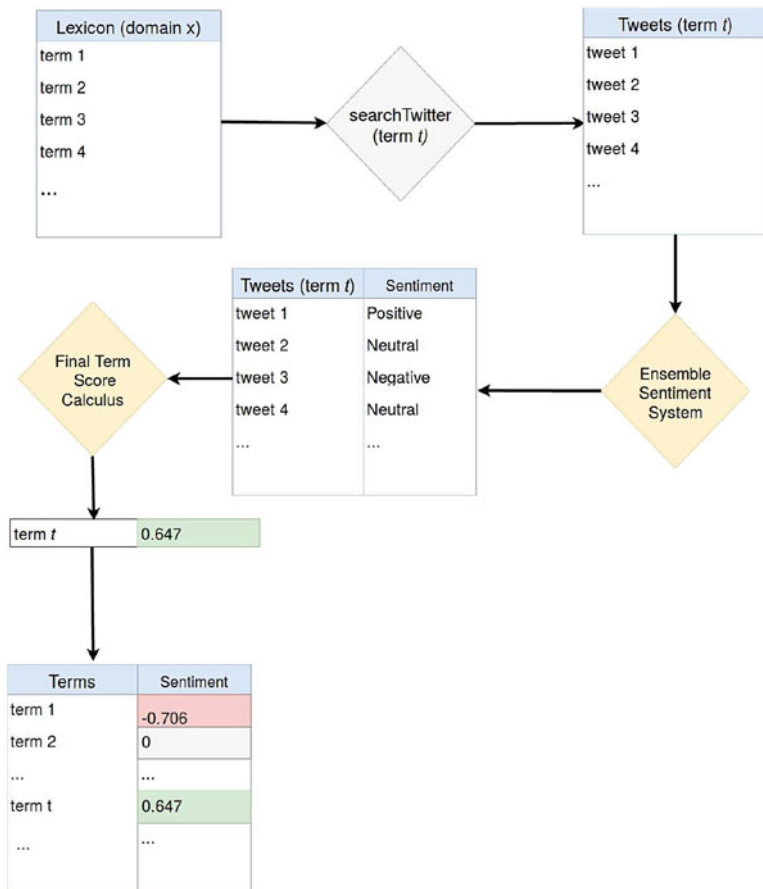 Lexicon (domain x)
term 1
term 2
term 3
term 4
...
searchTwitter
(term t)
Tweets (term t)
tweet 1
tweet 2
tweet 3
tweet 4
...
Ensemble
Sentiment
System
Tweets (term t) Sentiment
tweet 1 Positive
tweet 2 Neutral
tweet 3 Negative
tweet 4 Neutral
... ...
Final Term
Score
Calculus
term t 0.647
Terms Sentiment
term 1 -0.706
term 2 0
... ...
term t 0.647
... ...